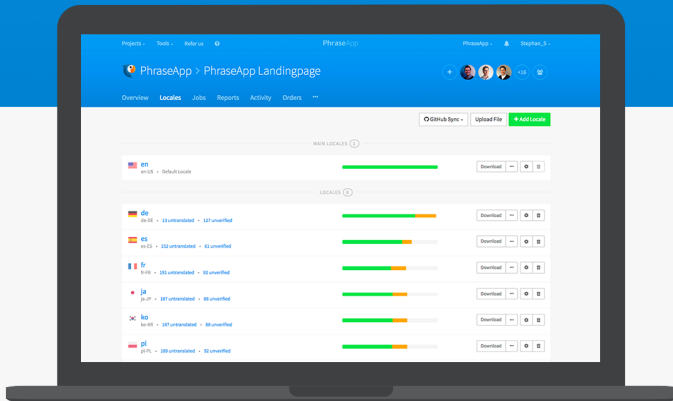 Projects Tools Refer us PhraseApp PhraseApp Stephan_S
PhraseApp > PhraseApp Landingpage +16
Overview Locales Jobs Reports Activity Orders •••
GitHub Sync Upload File + Add Locale
MAIN LOCALES 1
en
en-US • Default Locale
Download
LOCALES 6
de
de-DE • 13 untranslated • 127 unverified
Download
es
es-ES • 152 untranslated • 61 unverified
Download
fr
fr-FR • 191 untranslated • 92 unverified
Download
ja
ja-JP • 187 untranslated • 88 unverified
Download
ko
ko-KR • 187 untranslated • 88 unverified
Download
pl
pl-PL • 189 untranslated • 92 unverified
Download